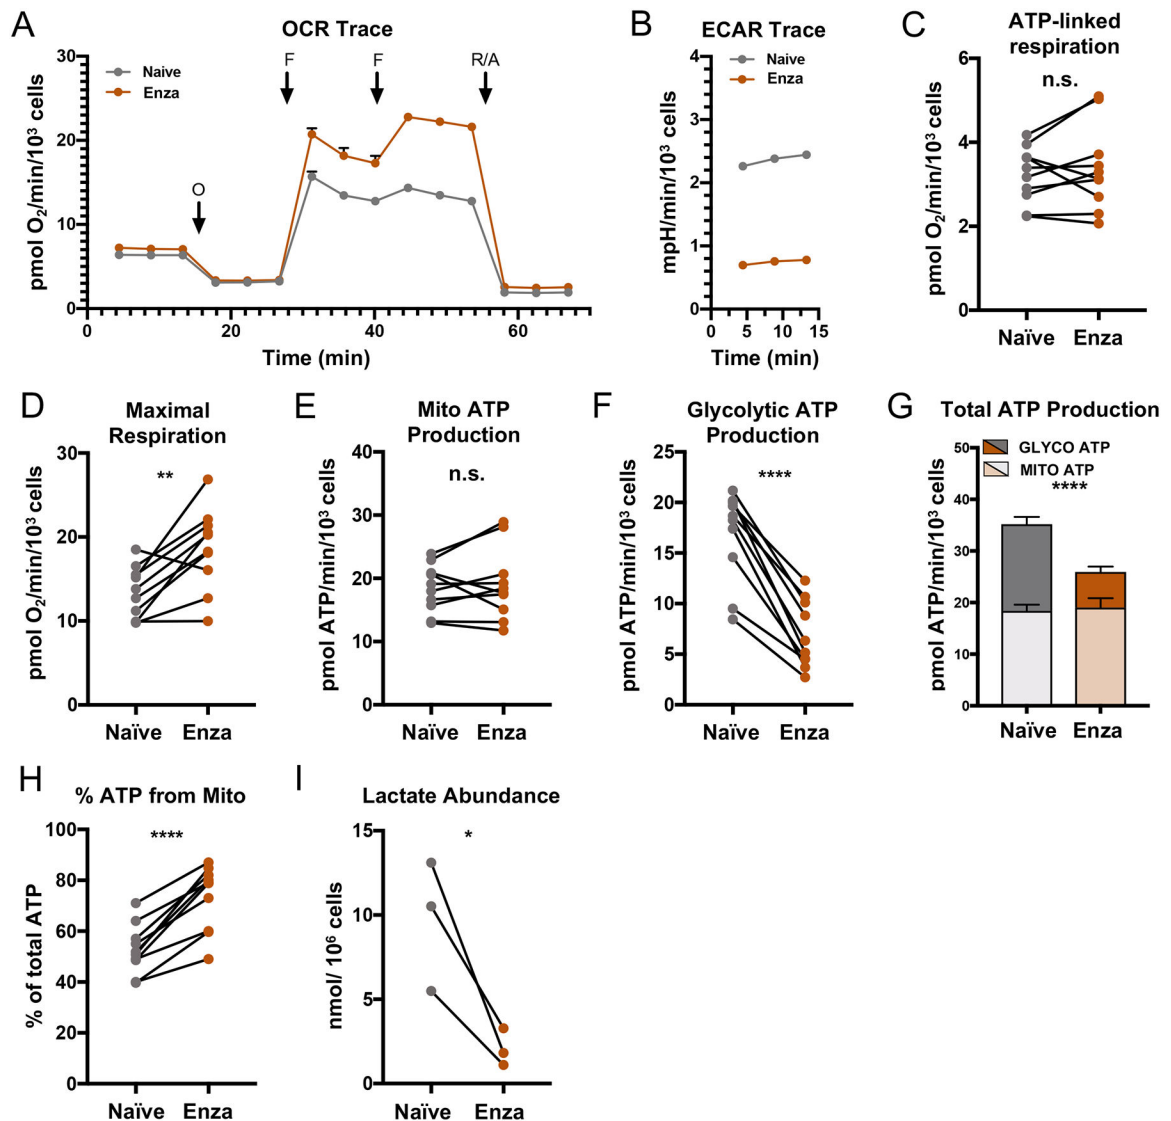 A
OCR Trace
pmol O₂/min/10³ cells
30
20
10
0
Naive
Enza
O
F
F
R/A
0
20
40
60
Time (min)
B
ECAR Trace
mpH/min/10³ cells
4
3
2
1
0
Naive
Enza
0
5
10
15
Time (min)
C
ATP-linked
respiration
n.s.
pmol O₂/min/10³ cells
6
4
2
0
Naïve
Enza
D
Maximal
Respiration
**
pmol O₂/min/10³ cells
30
20
10
0
Naïve
Enza
E
Mito ATP
Production
n.s.
pmol ATP/min/10³ cells
40
30
20
10
0
Naïve
Enza
F
Glycolytic ATP
Production
****
pmol ATP/min/10³ cells
25
20
15
10
5
0
Naïve
Enza
G
Total ATP Production
GLYCO ATP
MITO ATP
****
pmol ATP/min/10³ cells
50
40
30
20
10
0
Naïve
Enza
H
% ATP from Mito
****
% of total ATP
100
80
60
40
20
0
Naïve
Enza
I
Lactate Abundance
*
nmol/ 10⁶ cells
15
10
5
0
Naïve
Enza